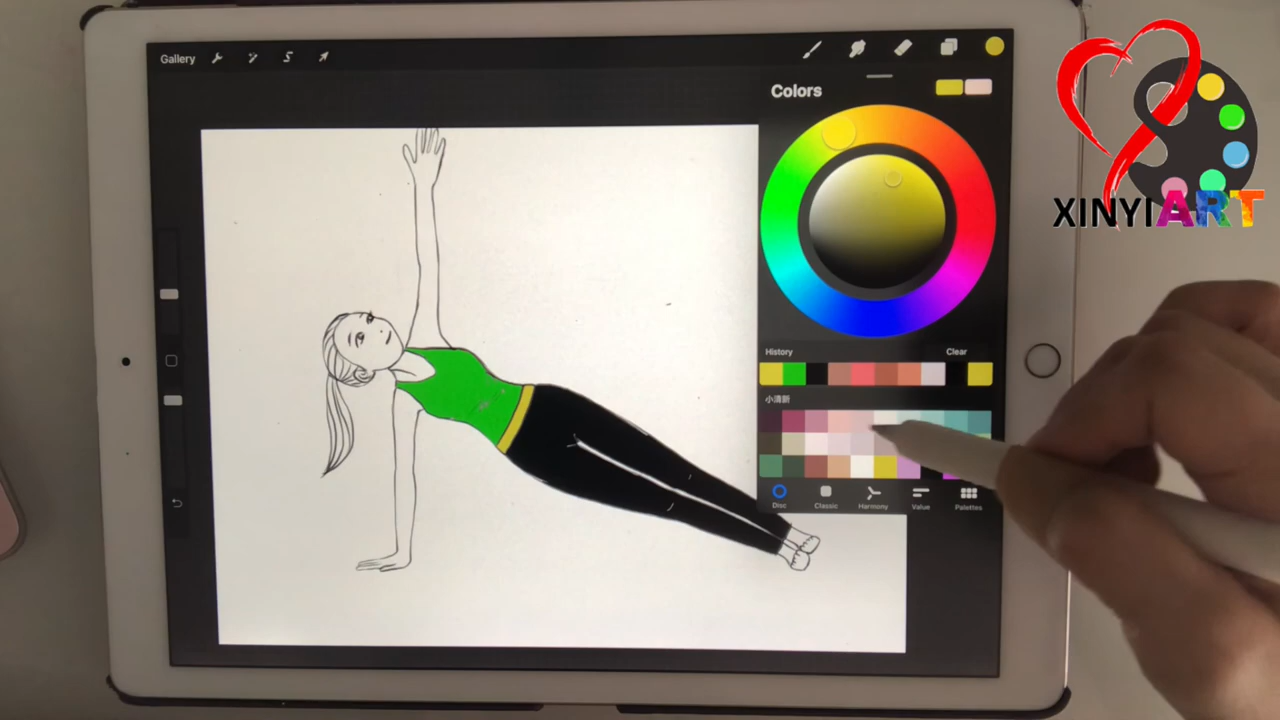 Gallery
S
Colors
History
Clear
小清新
Disc
Classic
Harmony
Value
Palettes
XINYIART